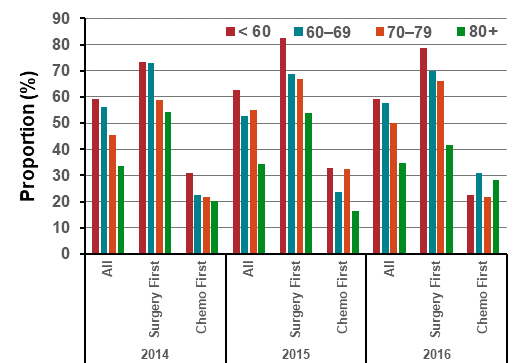 90
< 60 60–69 70–79 80+
80
70
60
50
40
30
20
10
0
Proportion (%)
All Surgery First Chemo First All Surgery First Chemo First All Surgery First Chemo First
2014 2015 2016